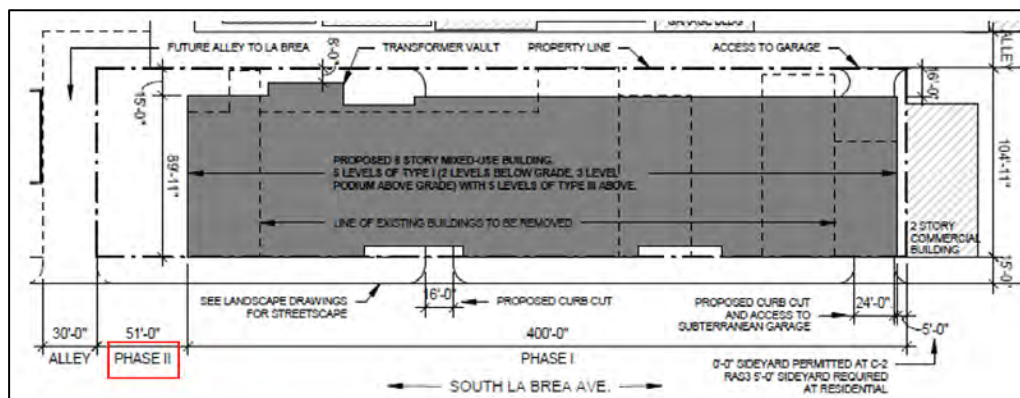 GARAGE BLDG
FUTURE ALLEY TO LA BREA
8'-0"
TRANSFORMER VAULT
PROPERTY LINE
ACCESS TO GARAGE
ALLEY
16'-0"
15'-0"
89'-11"
104'-11"
PROPOSED 8 STORY MIXED-USE BUILDING.
5 LEVELS OF TYPE I (2 LEVELS BELOW GRADE, 3 LEVEL
PODIUM ABOVE GRADE) WITH 5 LEVELS OF TYPE III ABOVE.
LINE OF EXISTING BUILDINGS TO BE REMOVED
2 STORY
COMMERCIAL
BUILDING
15'-0"
SEE LANDSCAPE DRAWINGS
FOR STREETSCAPE
16'-0"
PROPOSED CURB CUT
PROPOSED CURB CUT
AND ACCESS TO
SUBTERRANEAN GARAGE
24'-0"
5'-0"
30'-0"
51'-0"
400'-0"
ALLEY
PHASE II
PHASE I
0'-0" SIDEYARD PERMITTED AT C-2
RAS3 5'-0" SIDEYARD REQUIRED
AT RESIDENTIAL
SOUTH LA BREA AVE.